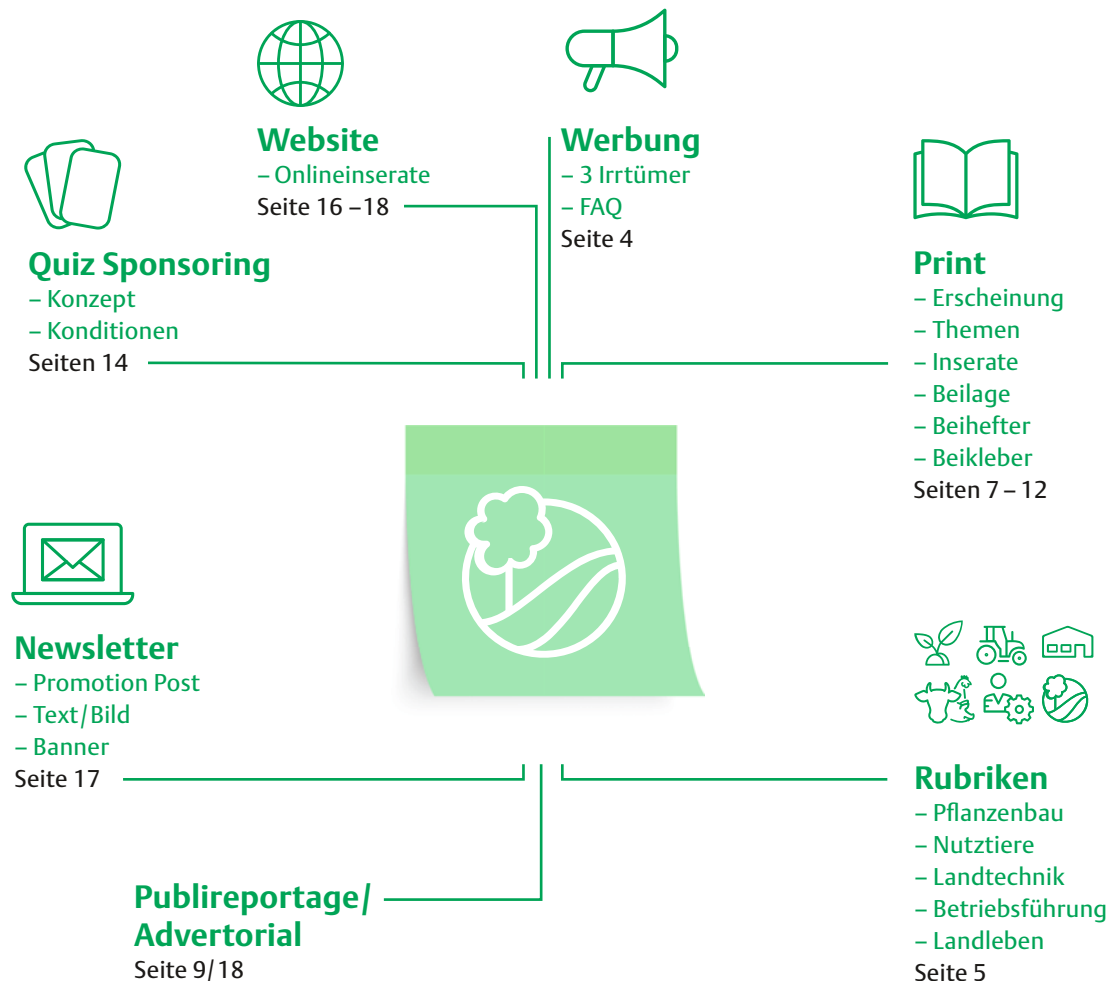 Website
– Onlineinserate
Seite 16 – 18
Werbung
– 3 Irrtümer
– FAQ
Seite 4
Quiz Sponsoring
– Konzept
– Konditionen
Seiten 14
Print
– Erscheinung
– Themen
– Inserate
– Beilage
– Beihefter
– Beikleber
Seiten 7 – 12
Newsletter
– Promotion Post
– Text/Bild
– Banner
Seite 17
Rubriken
– Pflanzenbau
– Nutztiere
– Landtechnik
– Betriebsführung
– Landleben
Seite 5
Publireportage/
Advertorial
Seite 9/18